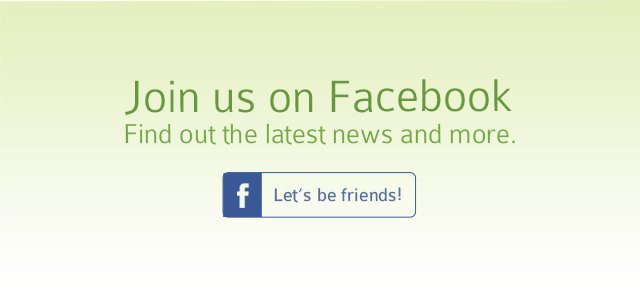 Join us on Facebook
Find out the latest news and more.
f Let's be friends!